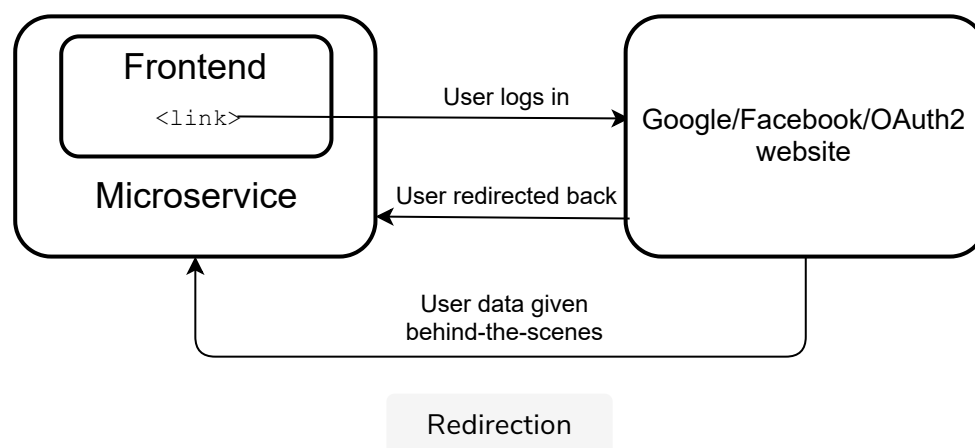 Frontend
<link>
Microservice
User logs in
Google/Facebook/OAuth2
website
User redirected back
User data given
behind-the-scenes
Redirection